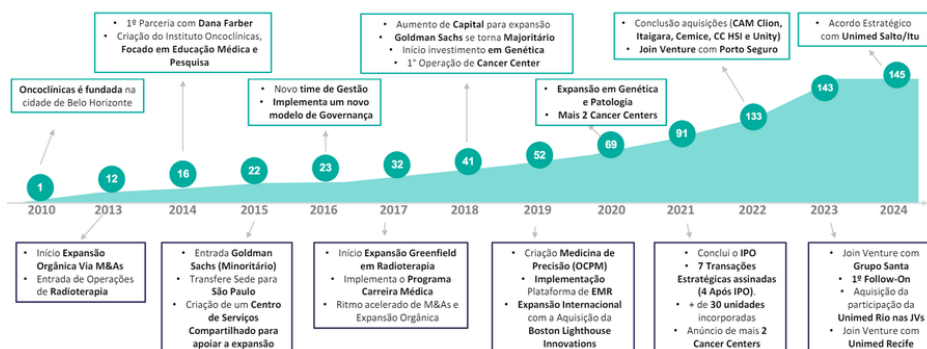 • 1º Parceria com Dana Farber
• Criação do Instituto Oncoclínicas,
Focado em Educação Médica e
Pesquisa
• Aumento de Capital para expansão
• Goldman Sachs se torna Majoritário
• Início investimento em Genética
• 1° Operação de Cancer Center
• Conclusão aquisições (CAM Clion,
Itaigara, Cemice, CC HSI e Unity)
• Join Venture com Porto Seguro
• Acordo Estratégico
com Unimed Salto/Itu
Oncoclínicas é fundada na
cidade de Belo Horizonte
• Novo time de Gestão
• Implementa um novo
modelo de Governança
• Expansão em Genética
e Patologia
• Mais 2 Cancer Centers
1
12
16
22
23
32
41
52
69
91
133
143
145
2010
2013
2014
2015
2016
2017
2018
2019
2020
2021
2022
2023
2024
• Início Expansão
Orgânica Via M&As
• Entrada de Operações
de Radioterapia
• Entrada Goldman
Sachs (Minoritário)
• Transfere Sede para
São Paulo
• Criação de um Centro de
Serviços
Compartilhado para
apoiar a expansão
• Início Expansão Greenfield
em Radioterapia
• Implementa o Programa
Carreira Médica
• Ritmo acelerado de M&As e
Expansão Orgânica
• Criação Medicina de
Precisão (OCPM)
• Implementação
Plataforma de EMR
• Expansão Internacional
com a Aquisição da
Boston Lighthouse
Innovations
• Conclui o IPO
• 7 Transações
Estratégicas assinadas
(4 Após IPO).
• + de 30 unidades
incorporadas
• Anúncio de mais 2
Cancer Centers
• Join Venture com
Grupo Santa
• 1º Follow-On
• Aquisição da
participação da
Unimed Rio nas JVs
• Join Venture com
Unimed Recife